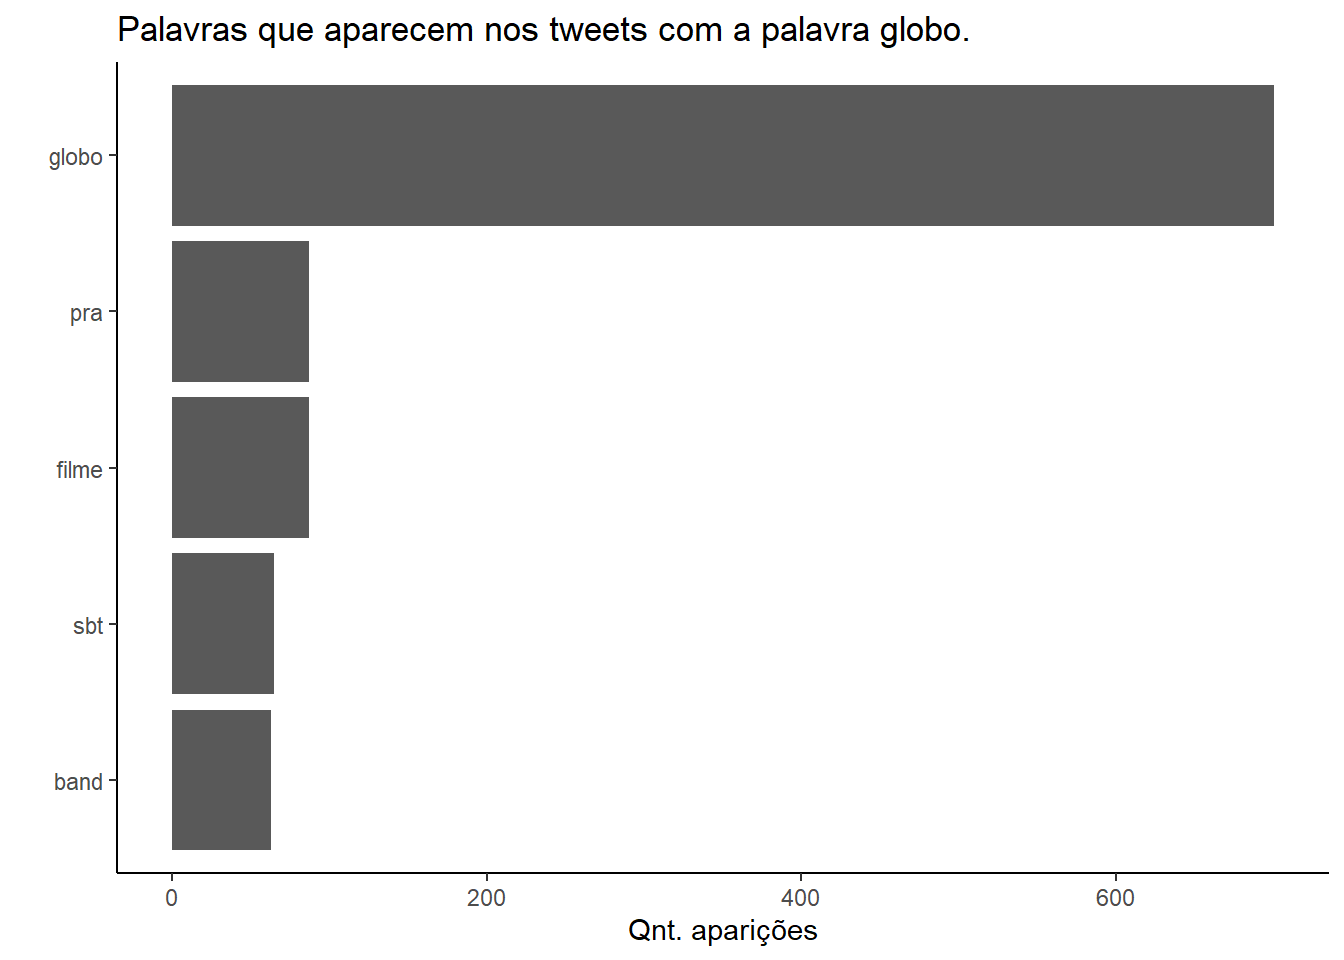 Palavras que aparecem nos tweets com a palavra globo.
globo
pra
filme
sbt
band
0 200 400 600
Qnt. aparições